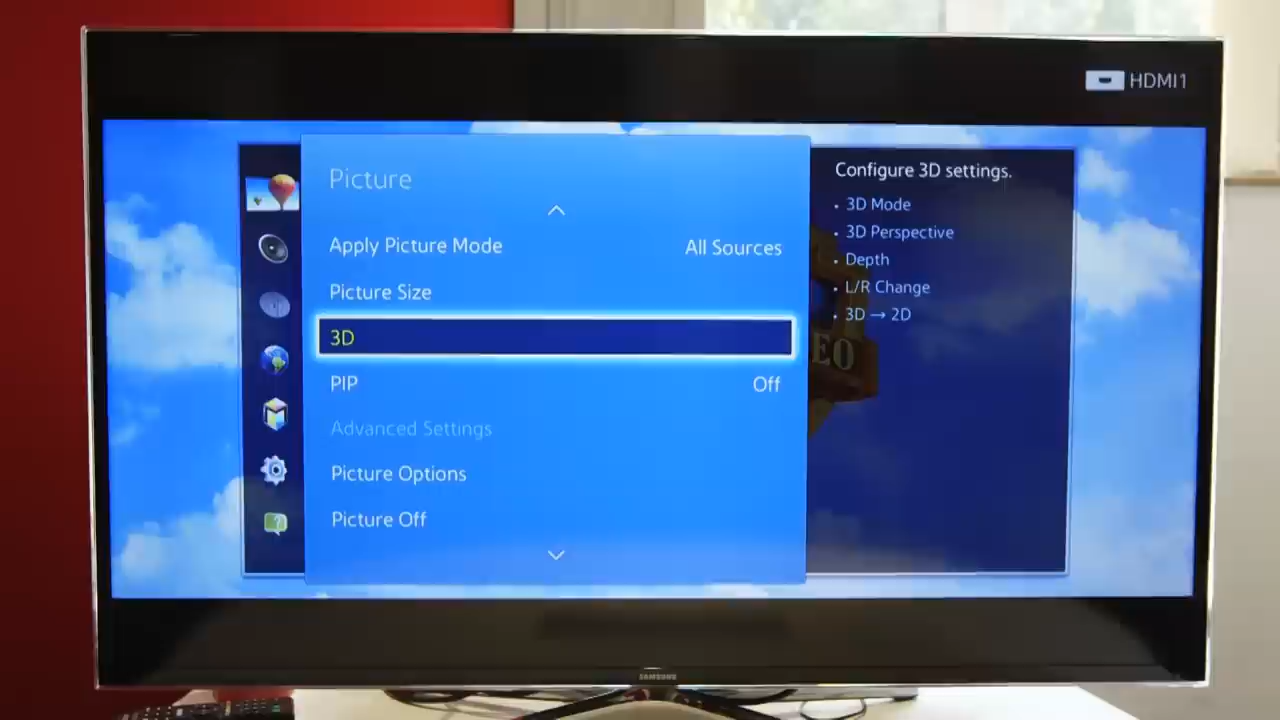 HDMI1
Picture
Apply Picture Mode All Sources
Picture Size
3D
PIP Off
Advanced Settings
Picture Options
Picture Off
Configure 3D settings.
• 3D Mode
• 3D Perspective
• Depth
• L/R Change
• 3D → 2D
EO
SAMSUNG